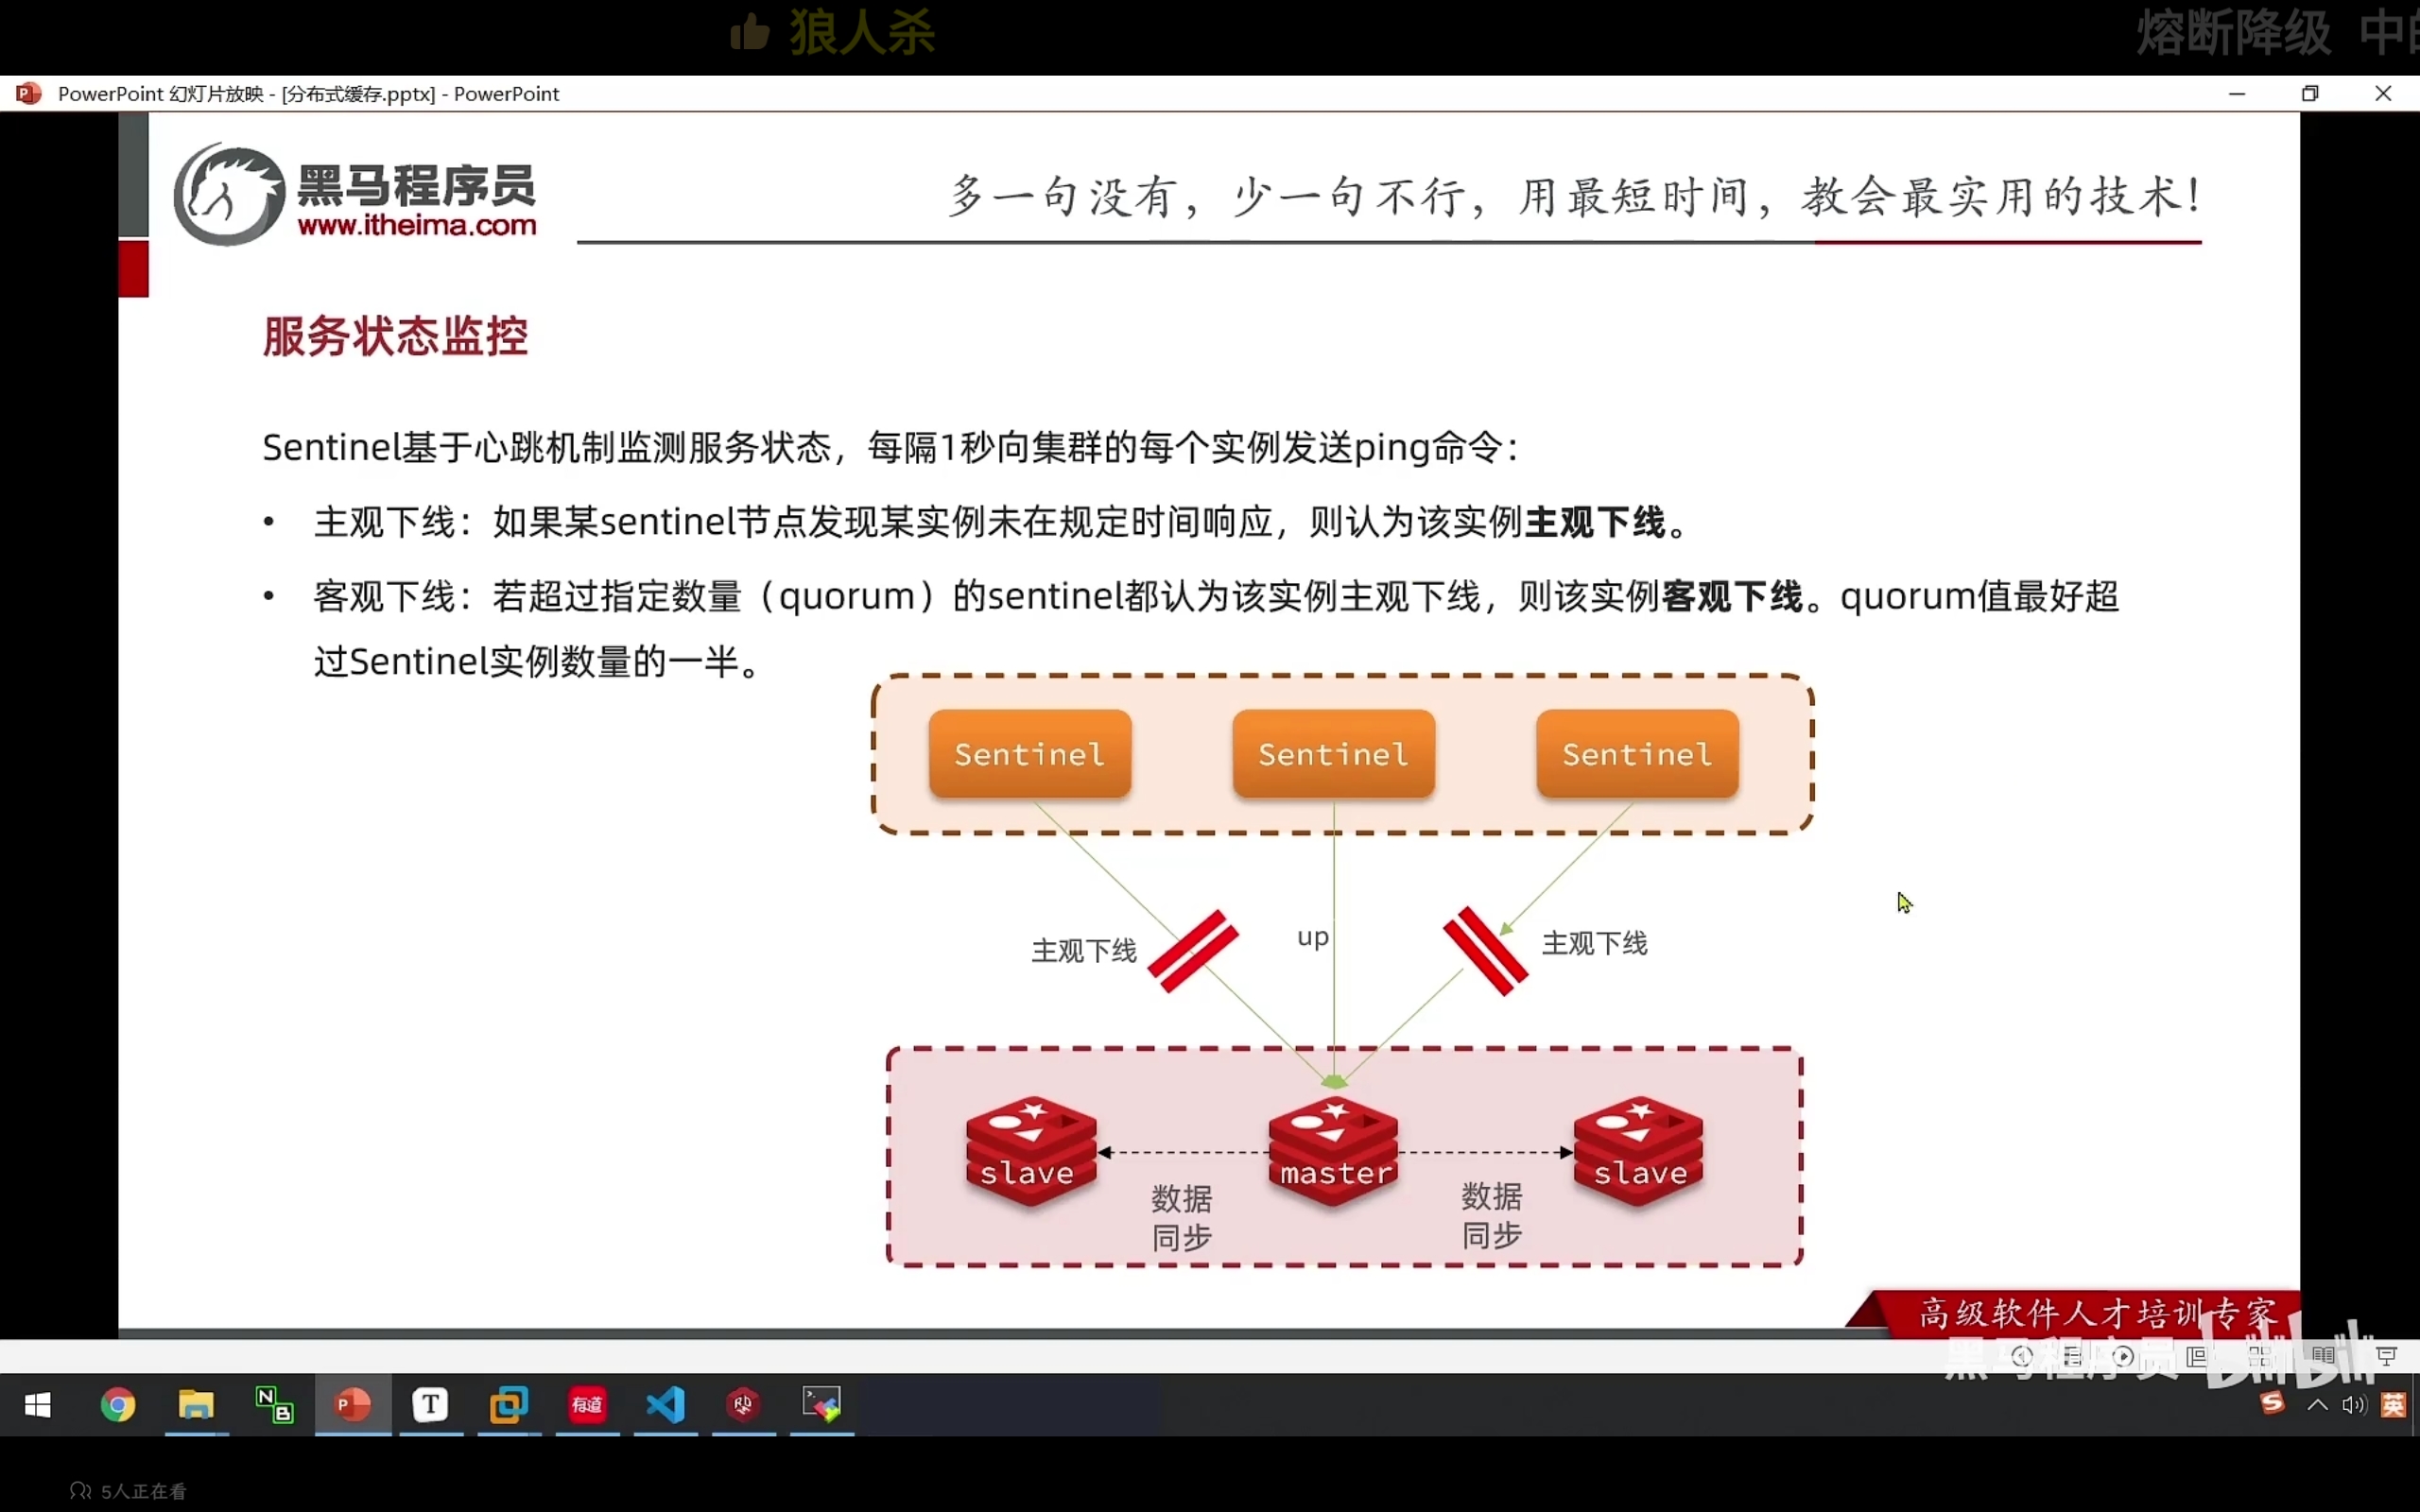 狼人杀
熔断降级 中
PowerPoint 幻灯片放映 - [分布式缓存.pptx] - PowerPoint
黑马程序员
www.itheima.com
多一句没有，少一句不行，用最短时间，教会最实用的技术！
服务状态监控
Sentinel基于心跳机制监测服务状态，每隔1秒向集群的每个实例发送ping命令：
• 主观下线：如果某sentinel节点发现某实例未在规定时间响应，则认为该实例主观下线。
• 客观下线：若超过指定数量（quorum）的sentinel都认为该实例主观下线，则该实例客观下线。quorum值最好超
过Sentinel实例数量的一半。
Sentinel Sentinel Sentinel
主观下线 up 主观下线
slave master slave
数据 数据
同步 同步
高级软件人才培训专家
黑马程序员 bilibili
N B P T 有道 RD S 英
5人正在看